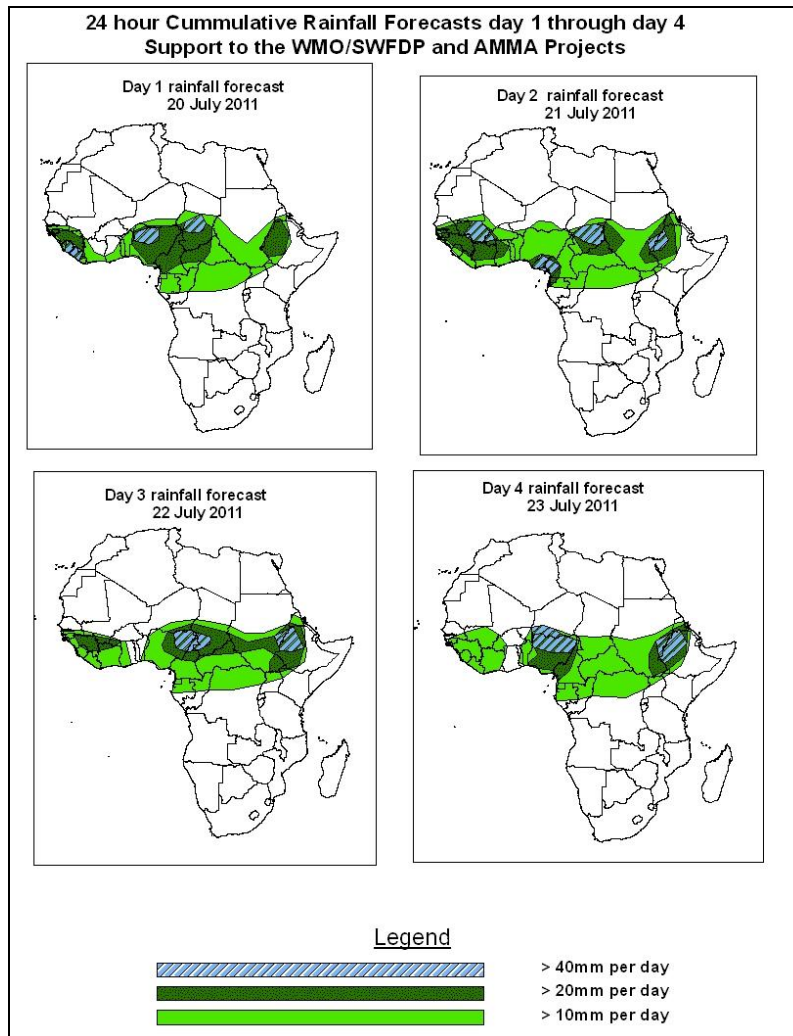 24 hour Cummulative Rainfall Forecasts day 1 through day 4
Support to the WMO/SWFDP and AMMA Projects
Day 1 rainfall forecast
20 July 2011
Day 2 rainfall forecast
21 July 2011
Day 3 rainfall forecast
22 July 2011
Day 4 rainfall forecast
23 July 2011
Legend
> 40mm per day
> 20mm per day
> 10mm per day